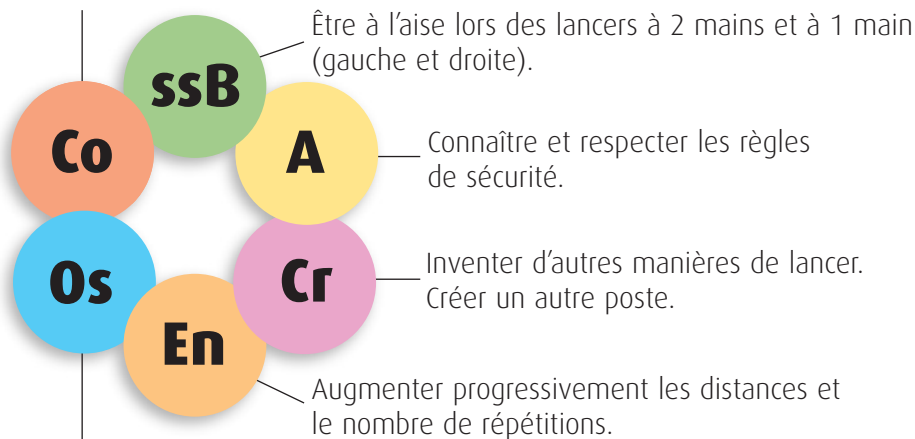 Être à l'aise lors des lancers à 2 mains et à 1 main
(gauche et droite).
ssB
Co
A
Connaître et respecter les règles
de sécurité.
Os
Cr
Inventer d'autres manières de lancer.
Créer un autre poste.
En
Augmenter progressivement les distances et
le nombre de répétitions.